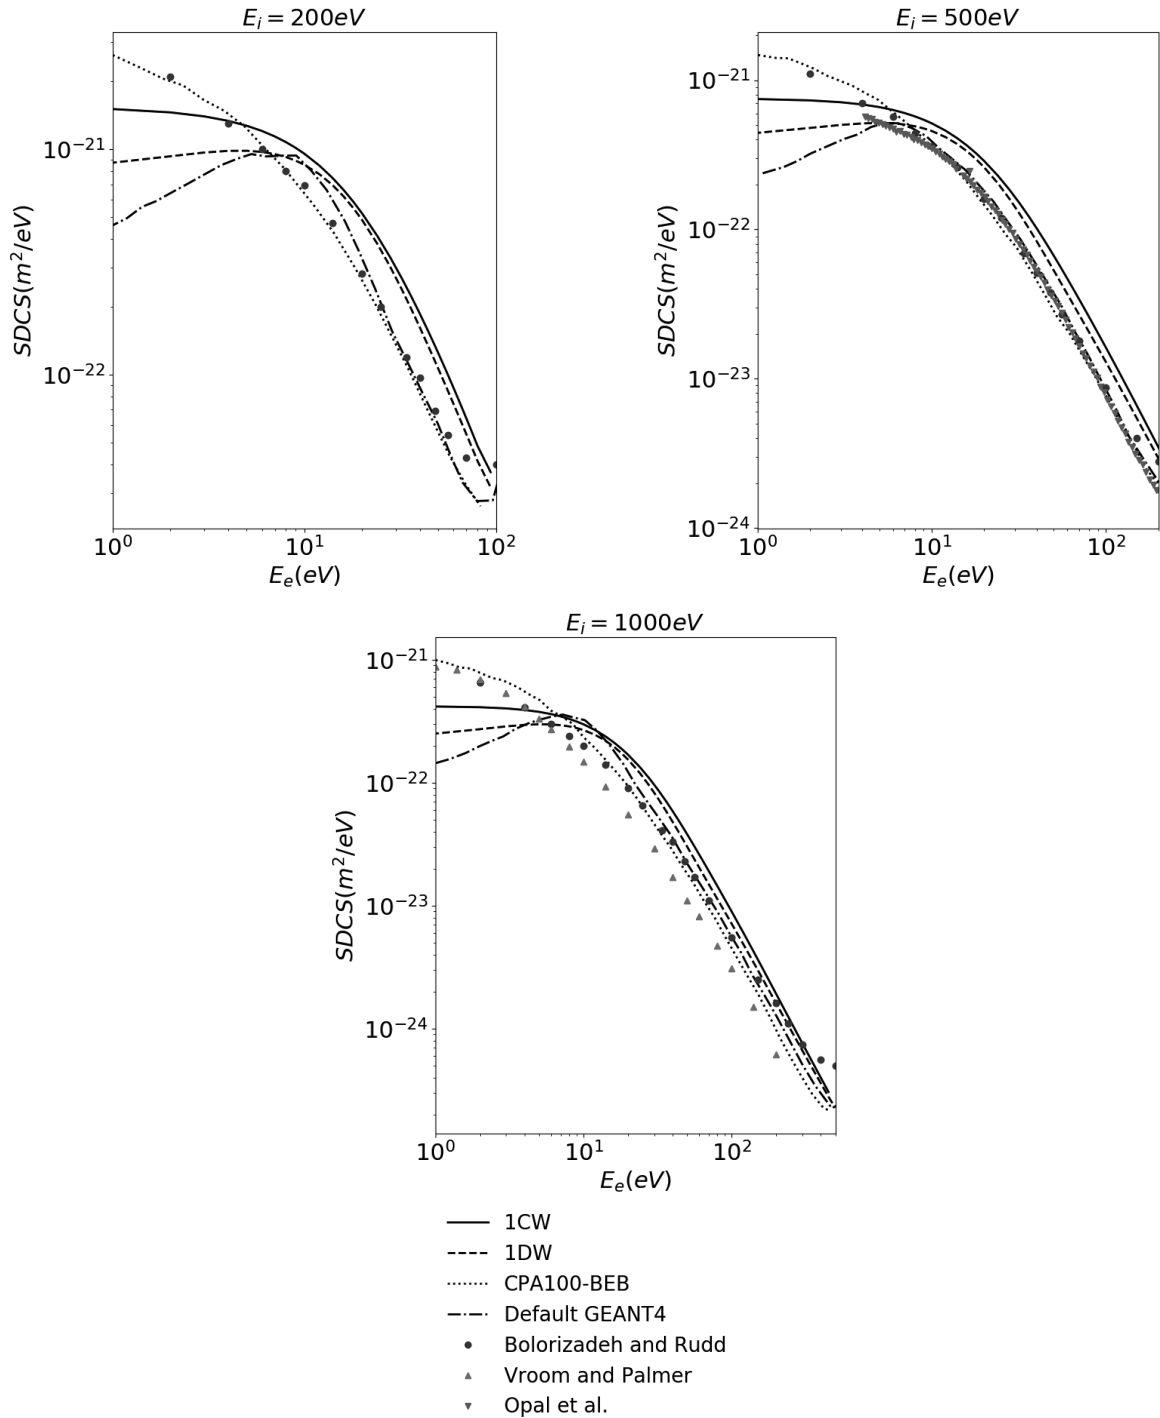 $E_i = 200eV$
$10^{-21}$
$10^{-22}$
$SDCS(m^2/eV)$
$10^0$ $10^1$ $10^2$
$E_e(eV)$
$E_i = 500eV$
$10^{-21}$
$10^{-22}$
$10^{-23}$
$10^{-24}$
$SDCS(m^2/eV)$
$10^0$ $10^1$ $10^2$
$E_e(eV)$
$E_i = 1000eV$
$10^{-21}$
$10^{-22}$
$10^{-23}$
$10^{-24}$
$SDCS(m^2/eV)$
$10^0$ $10^1$ $10^2$
$E_e(eV)$
1CW
1DW
CPA100-BEB
Default GEANT4
Bolorizadeh and Rudd
Vroom and Palmer
Opal et al.